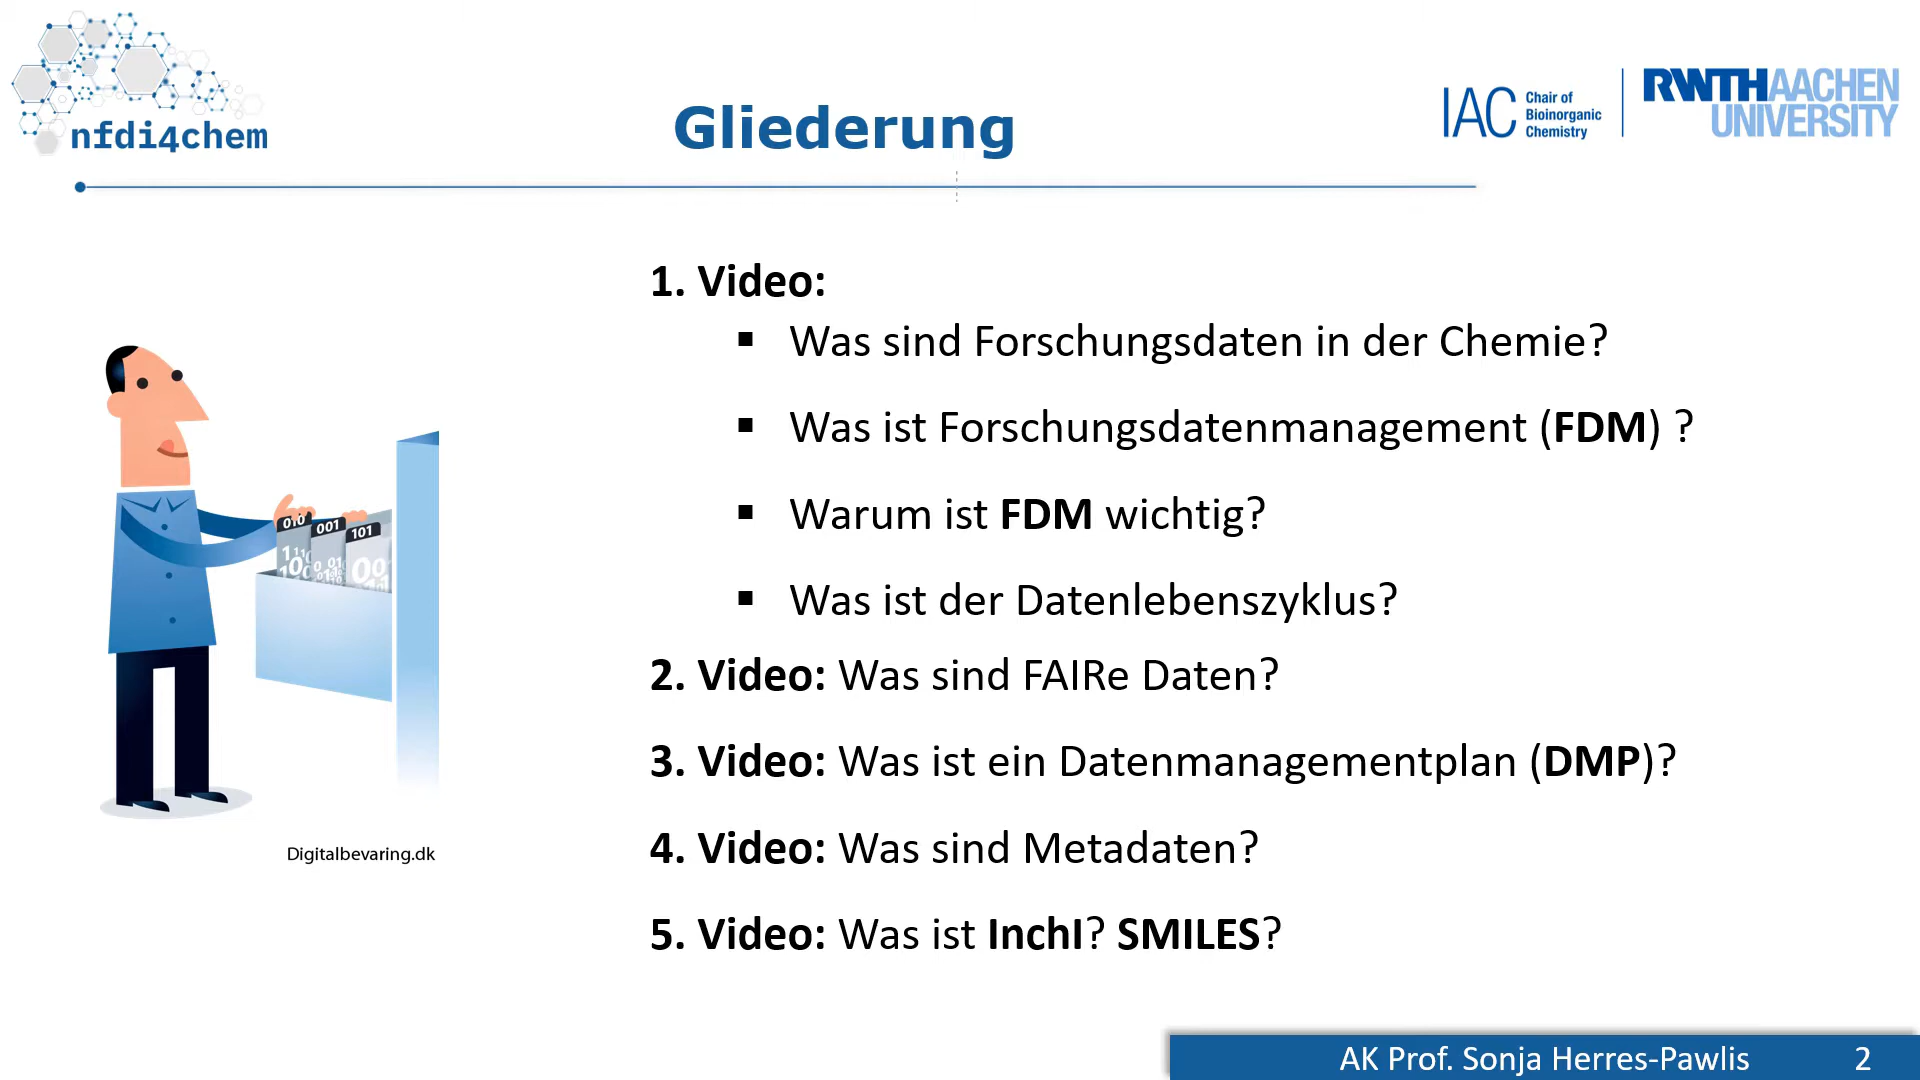 nfdi4chem
Gliederung
IAC
Chair of
Bioinorganic
Chemistry
RWTHAACHEN
UNIVERSITY
1. Video:
▪ Was sind Forschungsdaten in der Chemie?
▪ Was ist Forschungsdatenmanagement (FDM) ?
▪ Warum ist FDM wichtig?
▪ Was ist der Datenlebenszyklus?
2. Video: Was sind FAIRe Daten?
3. Video: Was ist ein Datenmanagementplan (DMP)?
4. Video: Was sind Metadaten?
5. Video: Was ist InchI? SMILES?
010 001 101
Digitalbevaring.dk
AK Prof. Sonja Herres-Pawlis 2